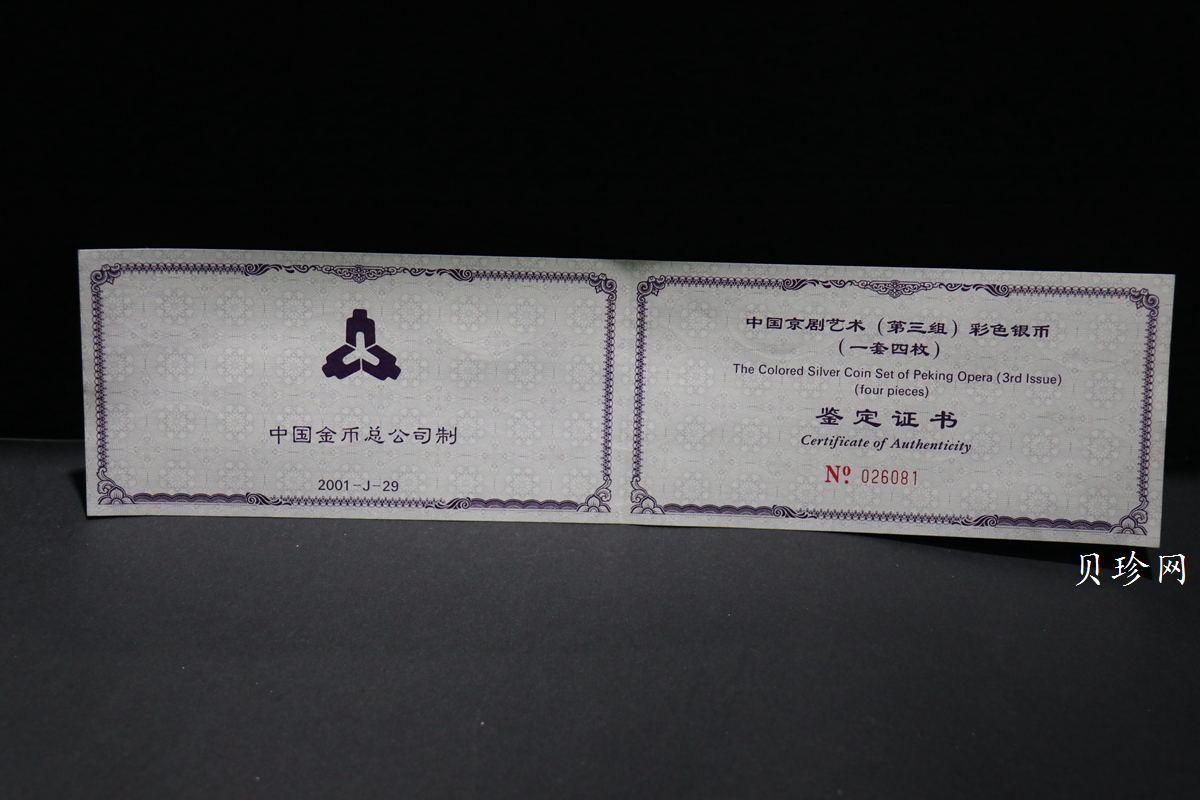 中国金币总公司制
2001-J-29
中国京剧艺术（第三组）彩色银币
（一套四枚）
The Colored Silver Coin Set of Peking Opera (3rd Issue)
(four pieces)
鉴定证书
Certificate of Authenticity
Nº. 026081
贝珍网